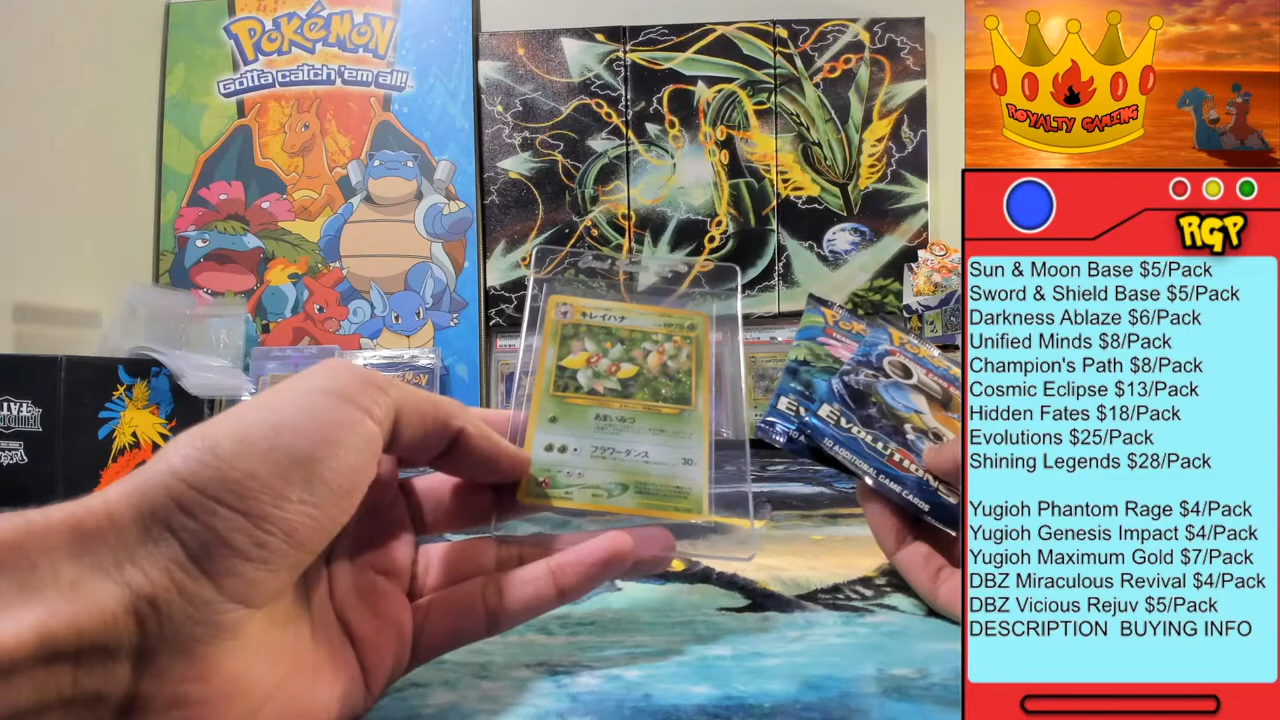 POKéMON
Gotta catch 'em all!
ROYALTY GAMING
RGP
Sun & Moon Base $5/Pack
Sword & Shield Base $5/Pack
Darkness Ablaze $6/Pack
Unified Minds $8/Pack
Champion's Path $8/Pack
Cosmic Eclipse $13/Pack
Hidden Fates $18/Pack
Evolutions $25/Pack
Shining Legends $28/Pack
Yugioh Phantom Rage $4/Pack
Yugioh Genesis Impact $4/Pack
Yugioh Maximum Gold $7/Pack
DBZ Miraculous Revival $4/Pack
DBZ Vicious Rejuv $5/Pack
DESCRIPTION BUYING INFO
キレイハナ
あまいみつ
フラワーダンス 30
EVOLUTIONS
10 ADDITIONAL GAME CARDS